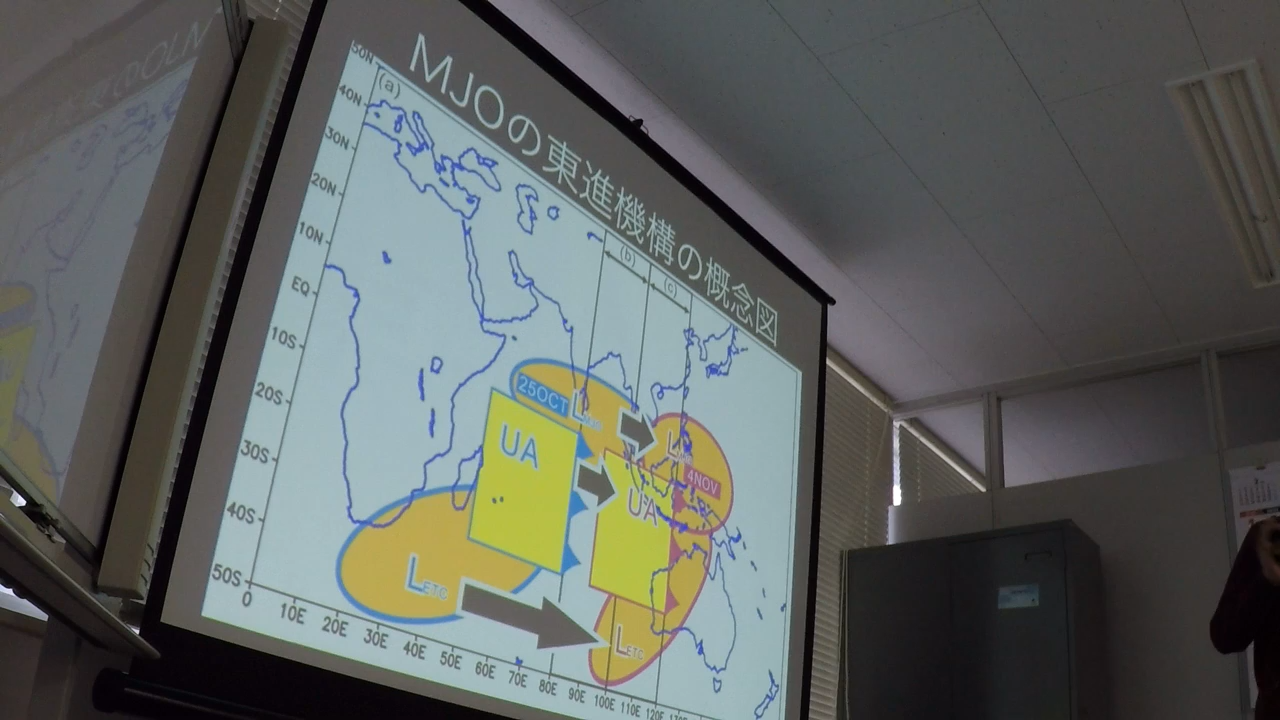 MJOの東進機構の概念図
50N
(a)
40N
30N
20N
10N
(b)
(c)
EQ
10S
20S
25OCT
L
L
UA
4NOV
30S
UA
40S
LETC
50S
LETC
0
10E
20E
30E
40E
50E
60E
70E
80E
90E
100E
110E
120E